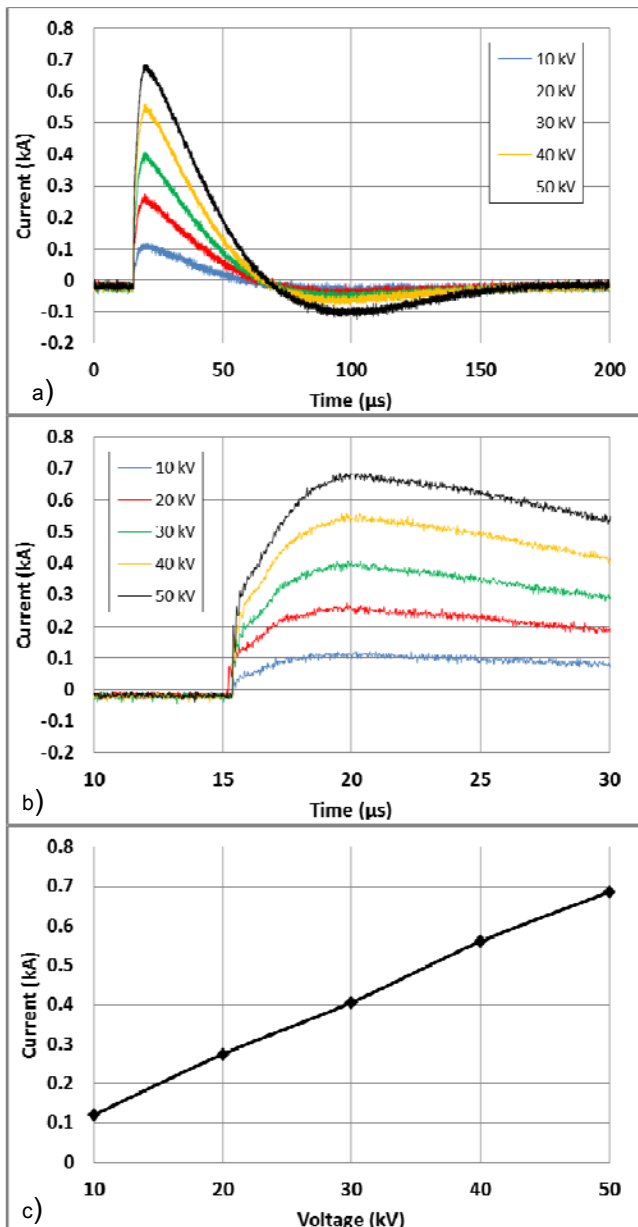 0.8
0.7
0.6
0.5
0.4
0.3
0.2
0.1
0
-0.1
-0.2
Current (kA)
10 kV
20 kV
30 kV
40 kV
50 kV
0 50 100 150 200
Time (µs)
a)
0.8
0.7
0.6
0.5
0.4
0.3
0.2
0.1
0
-0.1
-0.2
Current (kA)
10 kV
20 kV
30 kV
40 kV
50 kV
10 15 20 25 30
Time (µs)
b)
0.8
0.7
0.6
0.5
0.4
0.3
0.2
0.1
0
Current (kA)
10 20 30 40 50
Voltage (kV)
c)